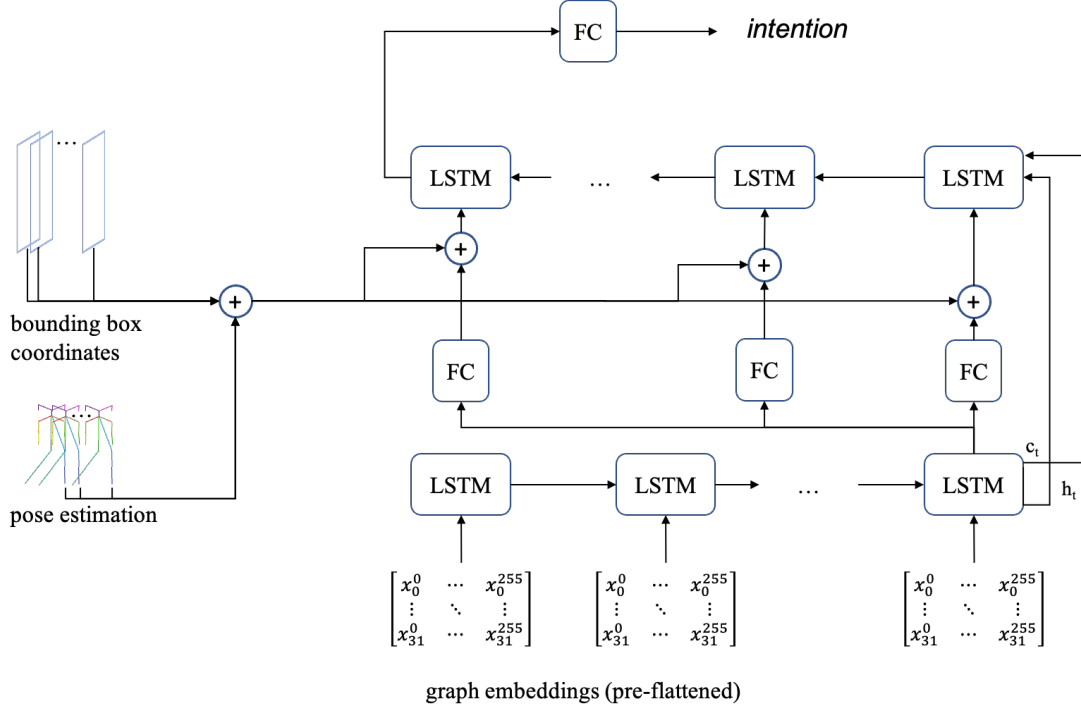 FC
intention
...
LSTM
...
LSTM
LSTM
+
+
+
+
bounding box
coordinates
FC
FC
FC
...
pose estimation
LSTM
LSTM
...
LSTM
c_t
h_t
[x_0^0 ⋯ x_0^255
⋮ ⋱ ⋮
x_31^0 ⋯ x_31^255]
[x_0^0 ⋯ x_0^255
⋮ ⋱ ⋮
x_31^0 ⋯ x_31^255]
[x_0^0 ⋯ x_0^255
⋮ ⋱ ⋮
x_31^0 ⋯ x_31^255]
graph embeddings (pre-flattened)